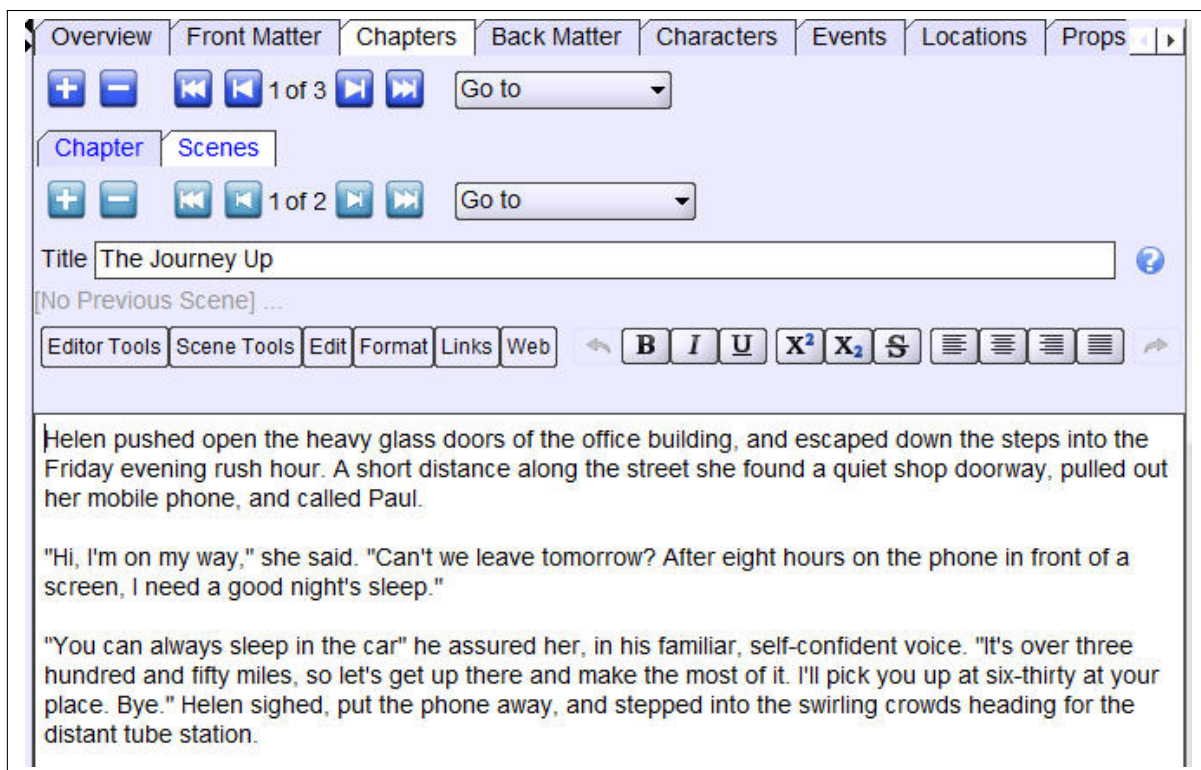 Overview Front Matter Chapters Back Matter Characters Events Locations Props
1 of 3 Go to
Chapter Scenes
1 of 2 Go to
Title The Journey Up
[No Previous Scene] ...
Editor Tools Scene Tools Edit Format Links Web B I U X² X₂ S
Helen pushed open the heavy glass doors of the office building, and escaped down the steps into the
Friday evening rush hour. A short distance along the street she found a quiet shop doorway, pulled out
her mobile phone, and called Paul.
"Hi, I'm on my way," she said. "Can't we leave tomorrow? After eight hours on the phone in front of a
screen, I need a good night's sleep."
"You can always sleep in the car" he assured her, in his familiar, self-confident voice. "It's over three
hundred and fifty miles, so let's get up there and make the most of it. I'll pick you up at six-thirty at your
place. Bye." Helen sighed, put the phone away, and stepped into the swirling crowds heading for the
distant tube station.